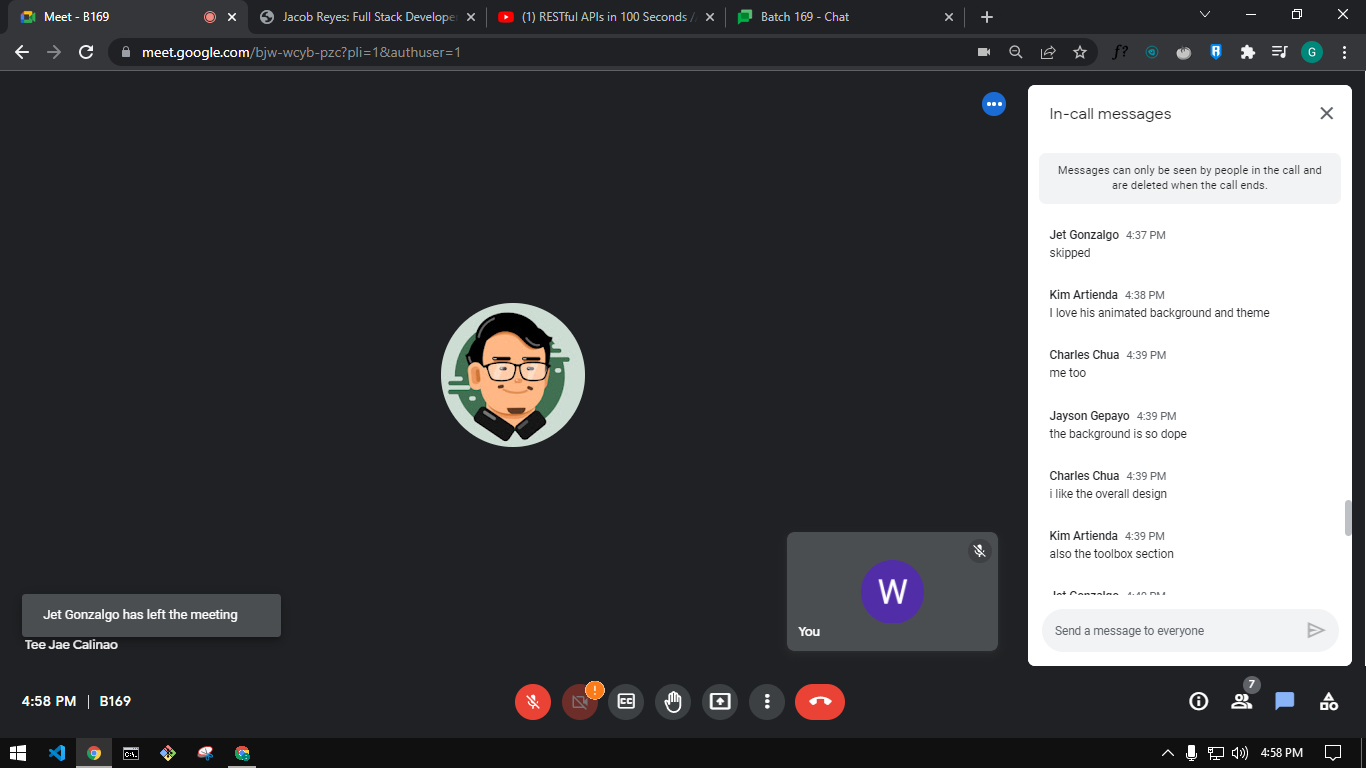 Meet - B169
Jacob Reyes: Full Stack Develope
(1) RESTful APIs in 100 Seconds /
Batch 169 - Chat
meet.google.com/bjw-wcyb-pzc?pli=1&authuser=1
f?
G
In-call messages
Messages can only be seen by people in the call and
are deleted when the call ends.
Jet Gonzalgo 4:37 PM
skipped
Kim Artienda 4:38 PM
I love his animated background and theme
Charles Chua 4:39 PM
me too
Jayson Gepayo 4:39 PM
the background is so dope
Charles Chua 4:39 PM
i like the overall design
Kim Artienda 4:39 PM
also the toolbox section
Jet Gonzalgo 4:40 PM
Send a message to everyone
W
You
Jet Gonzalgo has left the meeting
Tee Jae Calinao
4:58 PM | B169
!
CC
7
4:58 PM